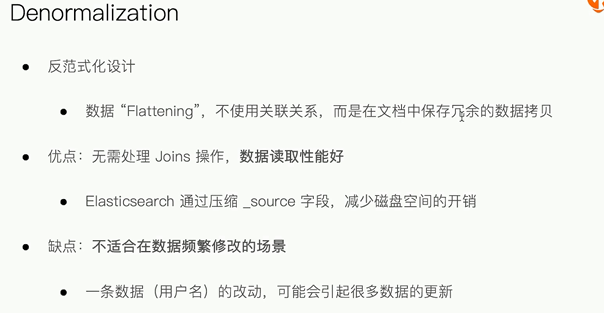 Denormalization
反范式化设计
数据 “Flattening”，不使用关联关系，而是在文档中保存冗余的数据拷贝
优点：无需处理 Joins 操作，数据读取性能好
Elasticsearch 通过压缩 _source 字段，减少磁盘空间的开销
缺点：不适合在数据频繁修改的场景
一条数据（用户名）的改动，可能会引起很多数据的更新